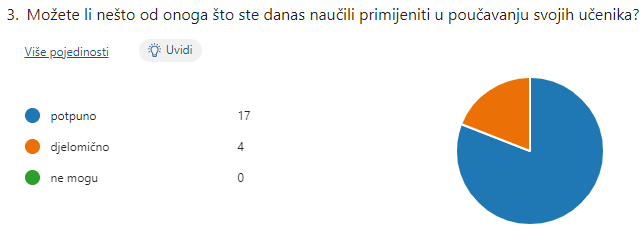 3. Možete li nešto od onoga što ste danas naučili primijeniti u poučavanju svojih učenika?
Više pojedinosti
Uvidi
potpuno 17
djelomično 4
ne mogu 0